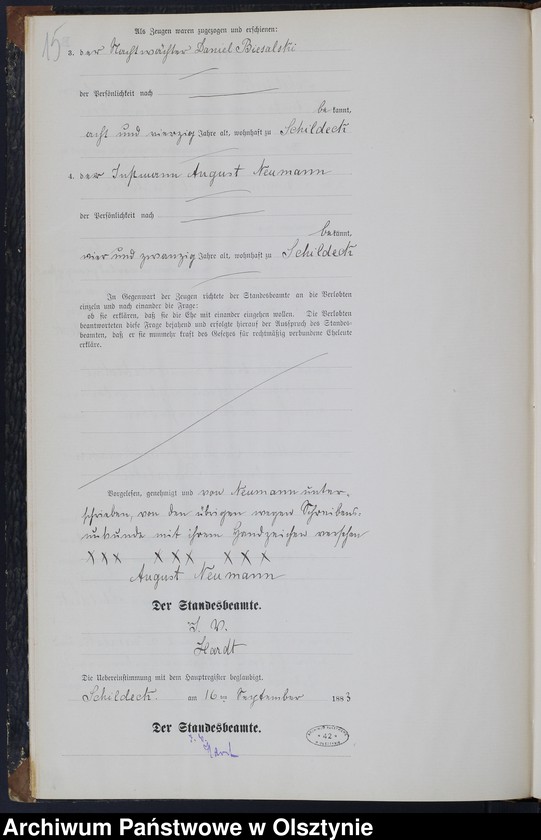 15
Als Zeugen waren zugezogen und erschienen:
3. der Nachtwächter Daniel Biesalski
der Persönlichkeit nach
bekannt,
acht und vierzig Jahre alt, wohnhaft zu Schildeck
4. der Instmann August Neumann
der Persönlichkeit nach
bekannt,
vier und zwanzig Jahre alt, wohnhaft zu Schildeck
In Gegenwart der Zeugen richtete der Standesbeamte an die Verlobten
einzeln und nach einander die Frage:
ob sie erklären, daß sie die Ehe mit einander eingehen wollen. Die Verlobten
beantworteten diese Frage bejahend und erfolgte hierauf der Ausspruch des Standes-
beamten, daß er sie nunmehr kraft des Gesetzes für rechtmäßig verbundene Eheleute
erkläre.
Vorgelesen, genehmigt und von Neumann unter-
schrieben, von den übrigen wegen Schreibens-
unkunde mit ihrem Handzeichen versehen
XXX XXX XXX
August Neumann
Der Standesbeamte.
I. V.
Hardt
Die Uebereinstimmung mit dem Hauptregister beglaubigt.
Schildeck am 16ten September 1883
Der Standesbeamte.
I. V.
Hardt
42
Archiwum Państwowe w Olsztynie